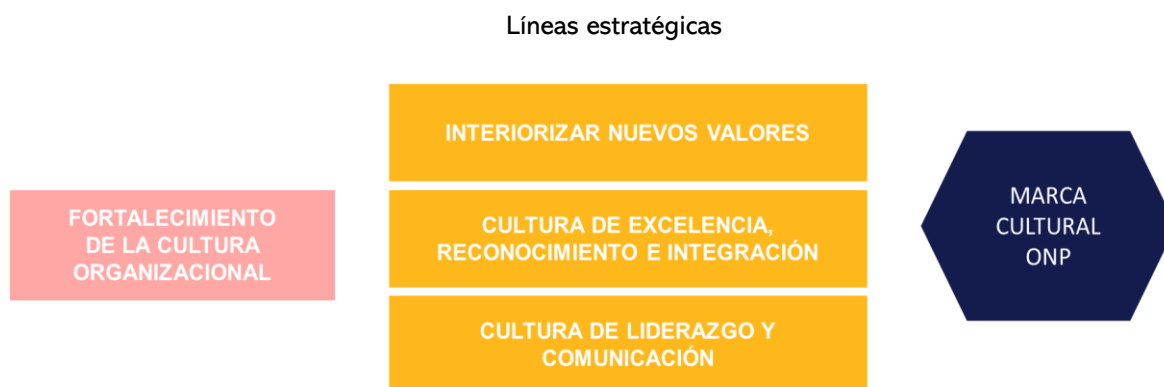 Líneas estratégicas
FORTALECIMIENTO
DE LA CULTURA
ORGANIZACIONAL
INTERIORIZAR NUEVOS VALORES
CULTURA DE EXCELENCIA,
RECONOCIMIENTO E INTEGRACIÓN
CULTURA DE LIDERAZGO Y
COMUNICACIÓN
MARCA
CULTURAL
ONP